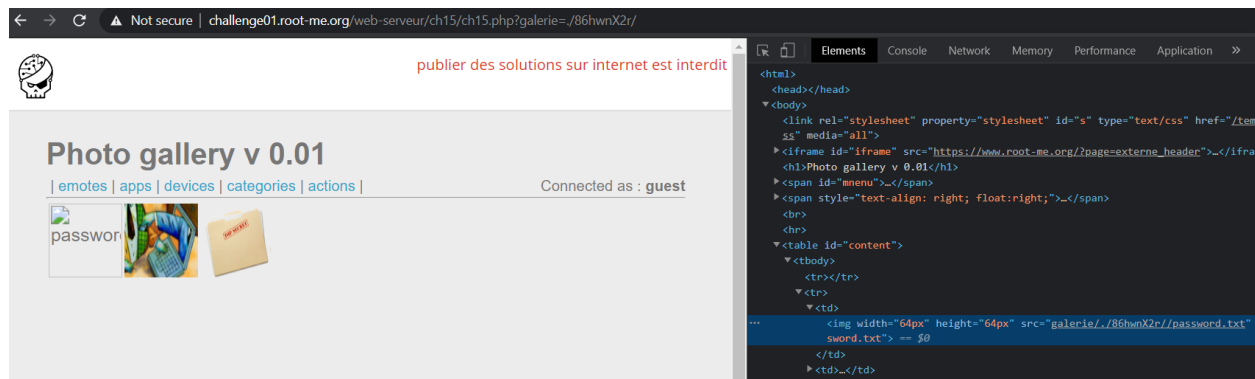 Not secure | challenge01.root-me.org/web-serveur/ch15/ch15.php?galerie=./86hwnX2r/
publier des solutions sur internet est interdit
Photo gallery v 0.01
| emotes | apps | devices | categories | actions |
Connected as : guest
password
TOP SECRET
Elements Console Network Memory Performance Application »
<html>
<head></head>
▼<body>
<link rel="stylesheet" property="stylesheet" id="s" type="text/css" href="/tem
ss" media="all">
▶<iframe id="iframe" src="https://www.root-me.org/?page=externe_header">…</ifra
<h1>Photo gallery v 0.01</h1>
▶<span id="mnenu">…</span>
▶<span style="text-align: right; float:right;">…</span>
<br>
<hr>
▼<table id="content">
▼<tbody>
<tr></tr>
▼<tr>
▼<td>
… <img width="64px" height="64px" src="galerie/./86hwnX2r//password.txt"
sword.txt"> == $0
</td>
▶<td>…</td>